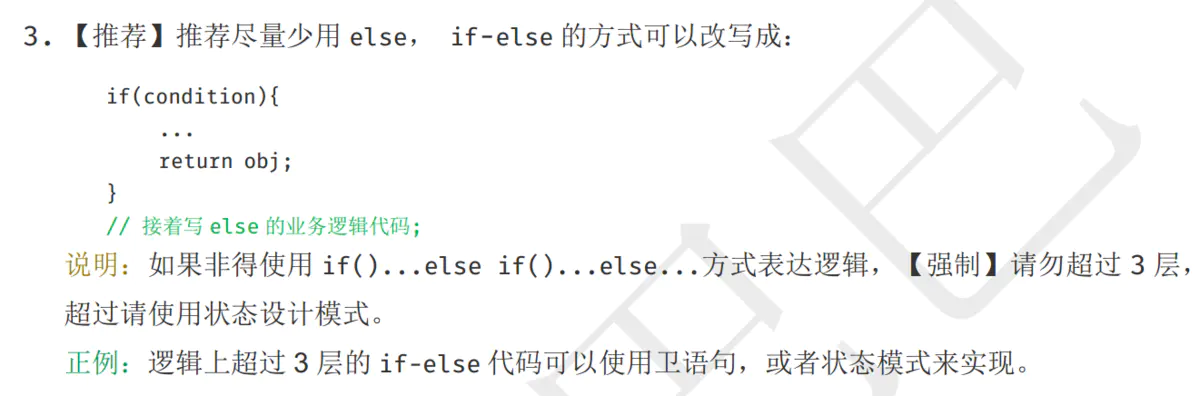 3. 【推荐】推荐尽量少用 else, if-else 的方式可以改写成：
if(condition){
...
return obj;
}
// 接着写 else 的业务逻辑代码;
说明：如果非得使用 if()...else if()...else...方式表达逻辑，【强制】请勿超过 3 层，
超过请使用状态设计模式。
正例：逻辑上超过 3 层的 if-else 代码可以使用卫语句，或者状态模式来实现。